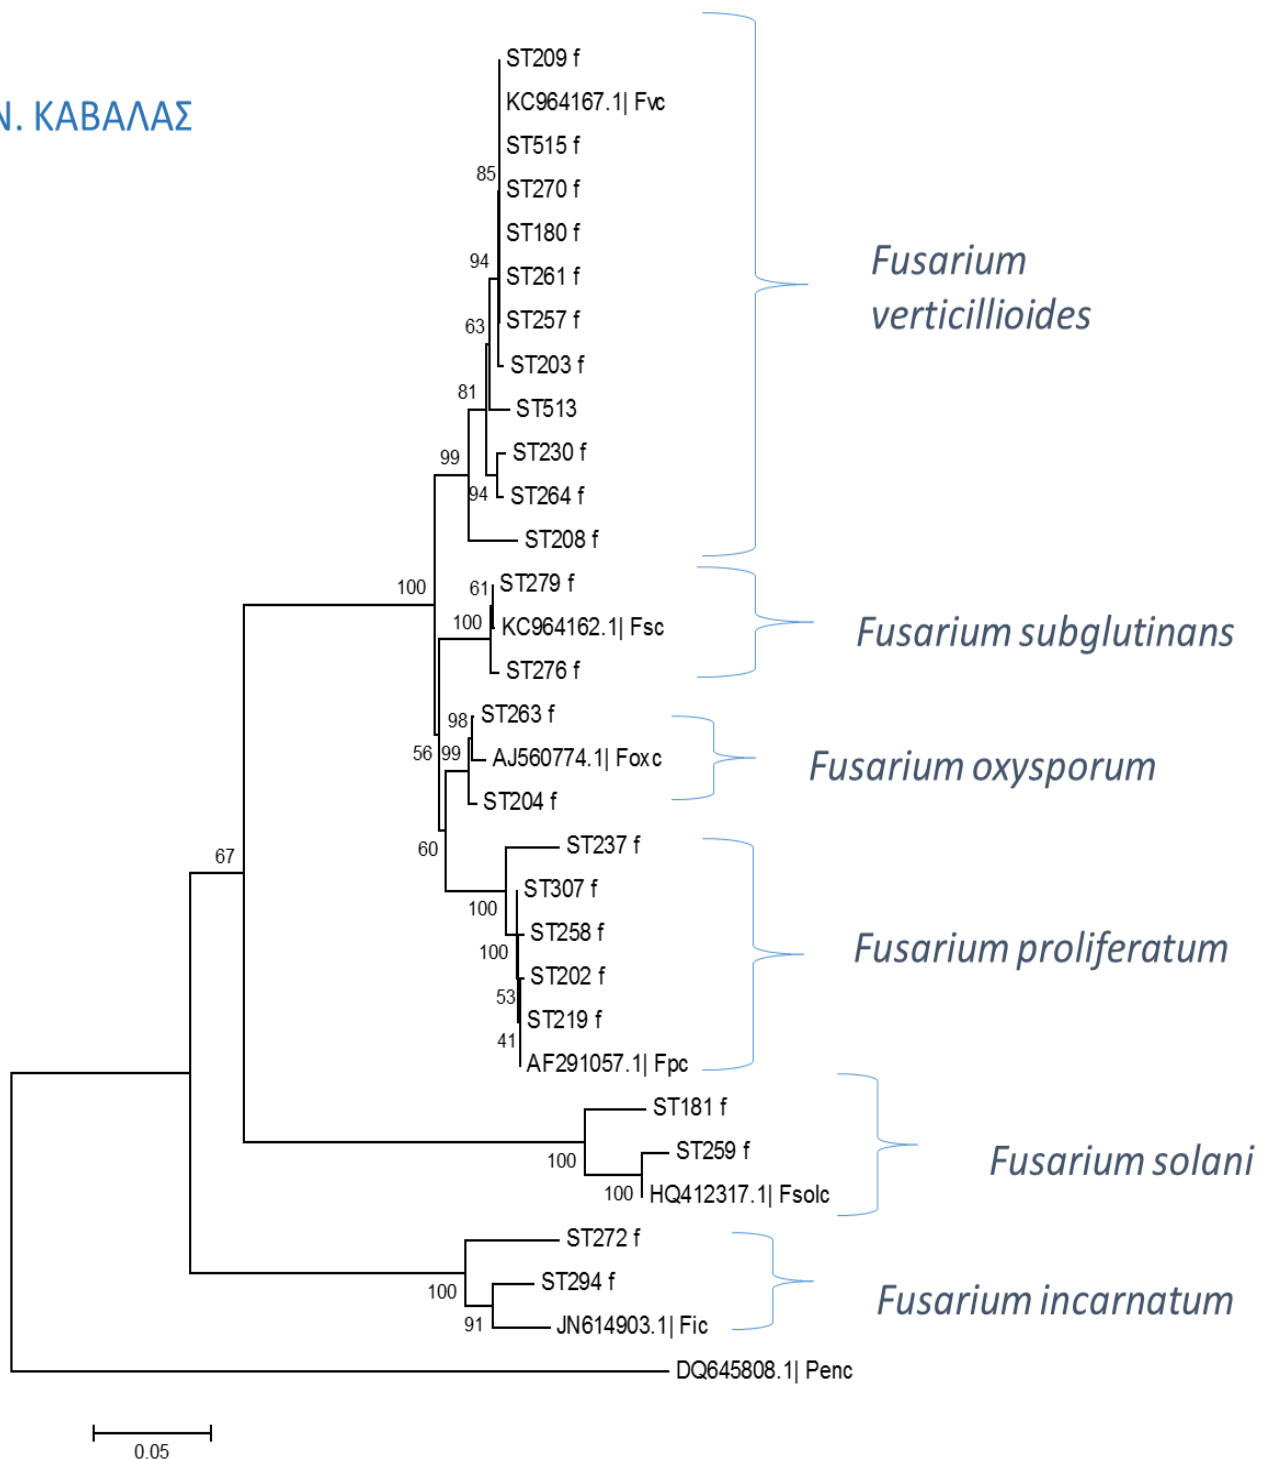 Ν. ΚΑΒΑΛΑΣ
ST209 f
KC964167.1| Fvc
ST515 f
85
ST270 f
ST180 f
94
ST261 f
63
ST257 f
ST203 f
81
ST513
99
ST230 f
94
ST264 f
ST208 f
Fusarium
verticillioides
100
61
ST279 f
100
KC964162.1| Fsc
ST276 f
Fusarium subglutinans
98
ST263 f
56
99
AJ560774.1| Foxc
ST204 f
Fusarium oxysporum
60
ST237 f
67
ST307 f
100
ST258 f
100
ST202 f
53
ST219 f
41
AF291057.1| Fpc
Fusarium proliferatum
ST181 f
100
ST259 f
100
HQ412317.1| Fsolc
Fusarium solani
ST272 f
100
ST294 f
91
JN614903.1| Fic
Fusarium incarnatum
DQ645808.1| Penc
0.05